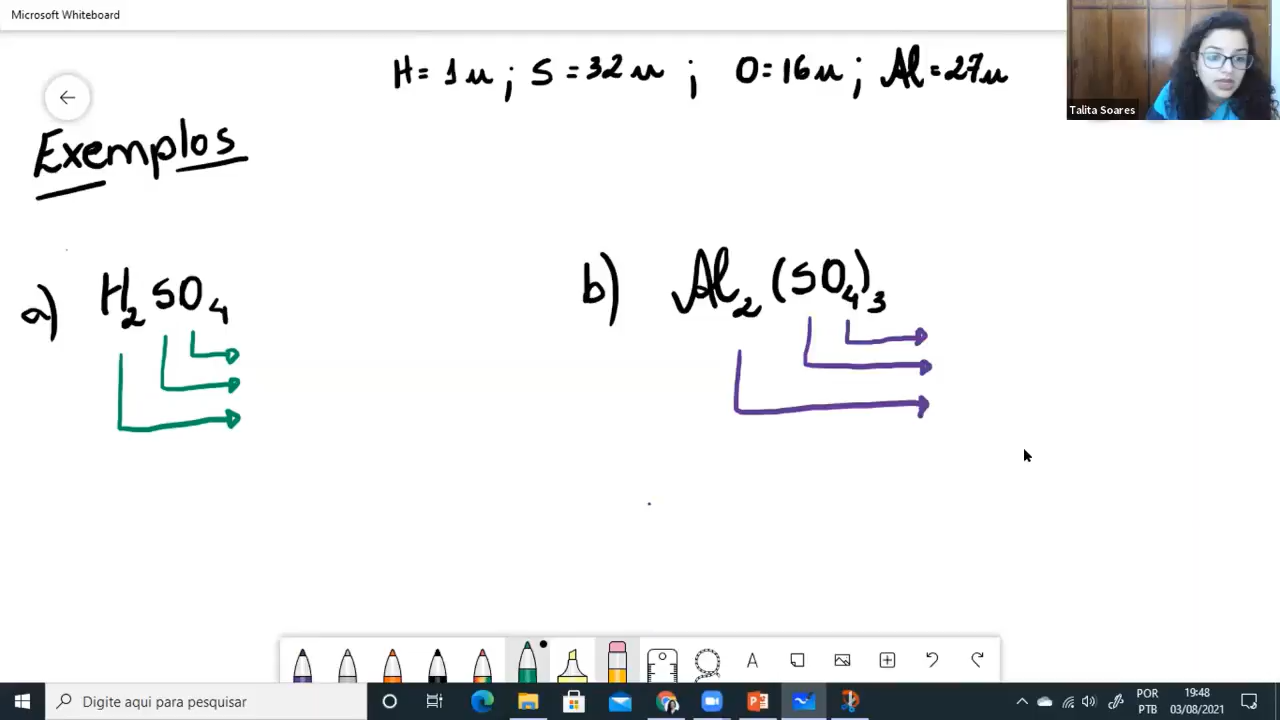 Microsoft Whiteboard
H = 1u ; S = 32u ; O = 16u ; Al = 27u
Talita Soares
Exemplos
a) H₂SO₄
b) Al₂(SO₄)₃
Digite aqui para pesquisar
POR
PTB
19:48
03/08/2021